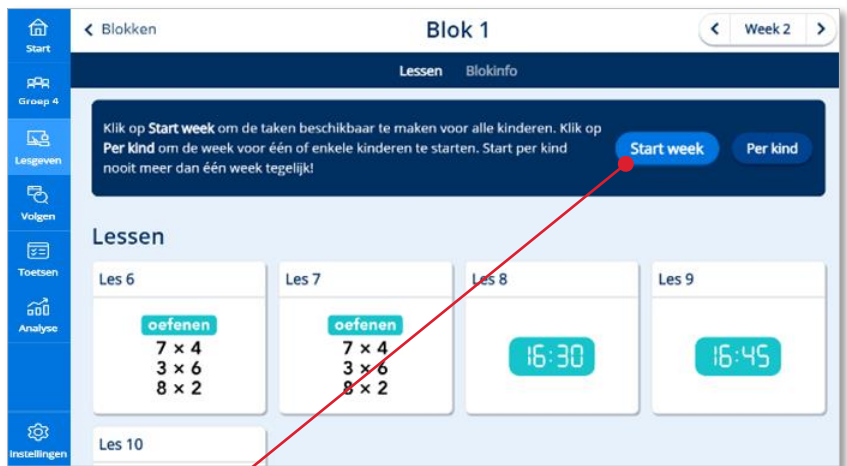 Start
Groep 4
Lesgeven
Volgen
Toetsen
Analyse
Instellingen
Blokken
Blok 1
Week 2
Lessen Blokinfo
Klik op Start week om de taken beschikbaar te maken voor alle kinderen. Klik op
Per kind om de week voor één of enkele kinderen te starten. Start per kind
nooit meer dan één week tegelijk!
Start week
Per kind
Lessen
Les 6
oefenen
7 × 4
3 × 6
8 × 2
Les 7
oefenen
7 × 4
3 × 6
8 × 2
Les 8
16:30
Les 9
16:45
Les 10